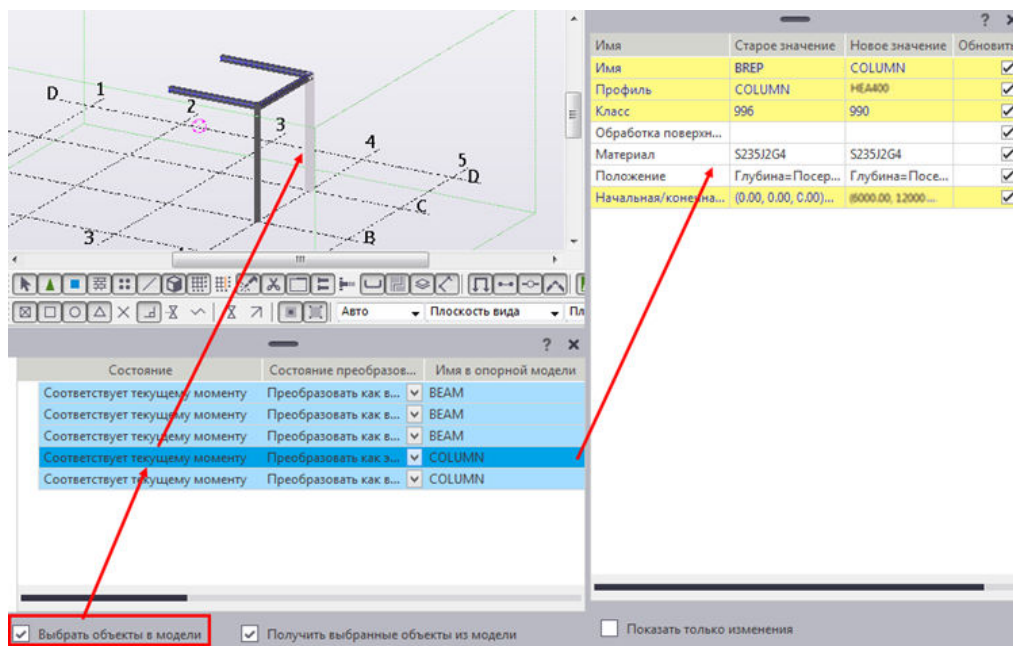 D 1
2
3
4
5
D
C
B
3
Авто Плоскость вида Пл
?
Состояние Состояние преобразов... Имя в опорной модели
Соответствует текущему моменту Преобразовать как в... BEAM
Соответствует текущему моменту Преобразовать как в... BEAM
Соответствует текущему моменту Преобразовать как в... BEAM
Соответствует текущему моменту Преобразовать как э... COLUMN
Соответствует текущему моменту Преобразовать как в... COLUMN
Выбрать объекты в модели Получить выбранные объекты из модели
?
Имя Старое значение Новое значение Обновить
Имя BREP COLUMN
Профиль COLUMN HEA400
Класс 996 990
Обработка поверхн...
Материал S235J2G4 S235J2G4
Положение Глубина=Посер... Глубина=Посе...
Начальная/конечна... (0.00, 0.00, 0.00)... (6000.00, 12000....
Показать только изменения